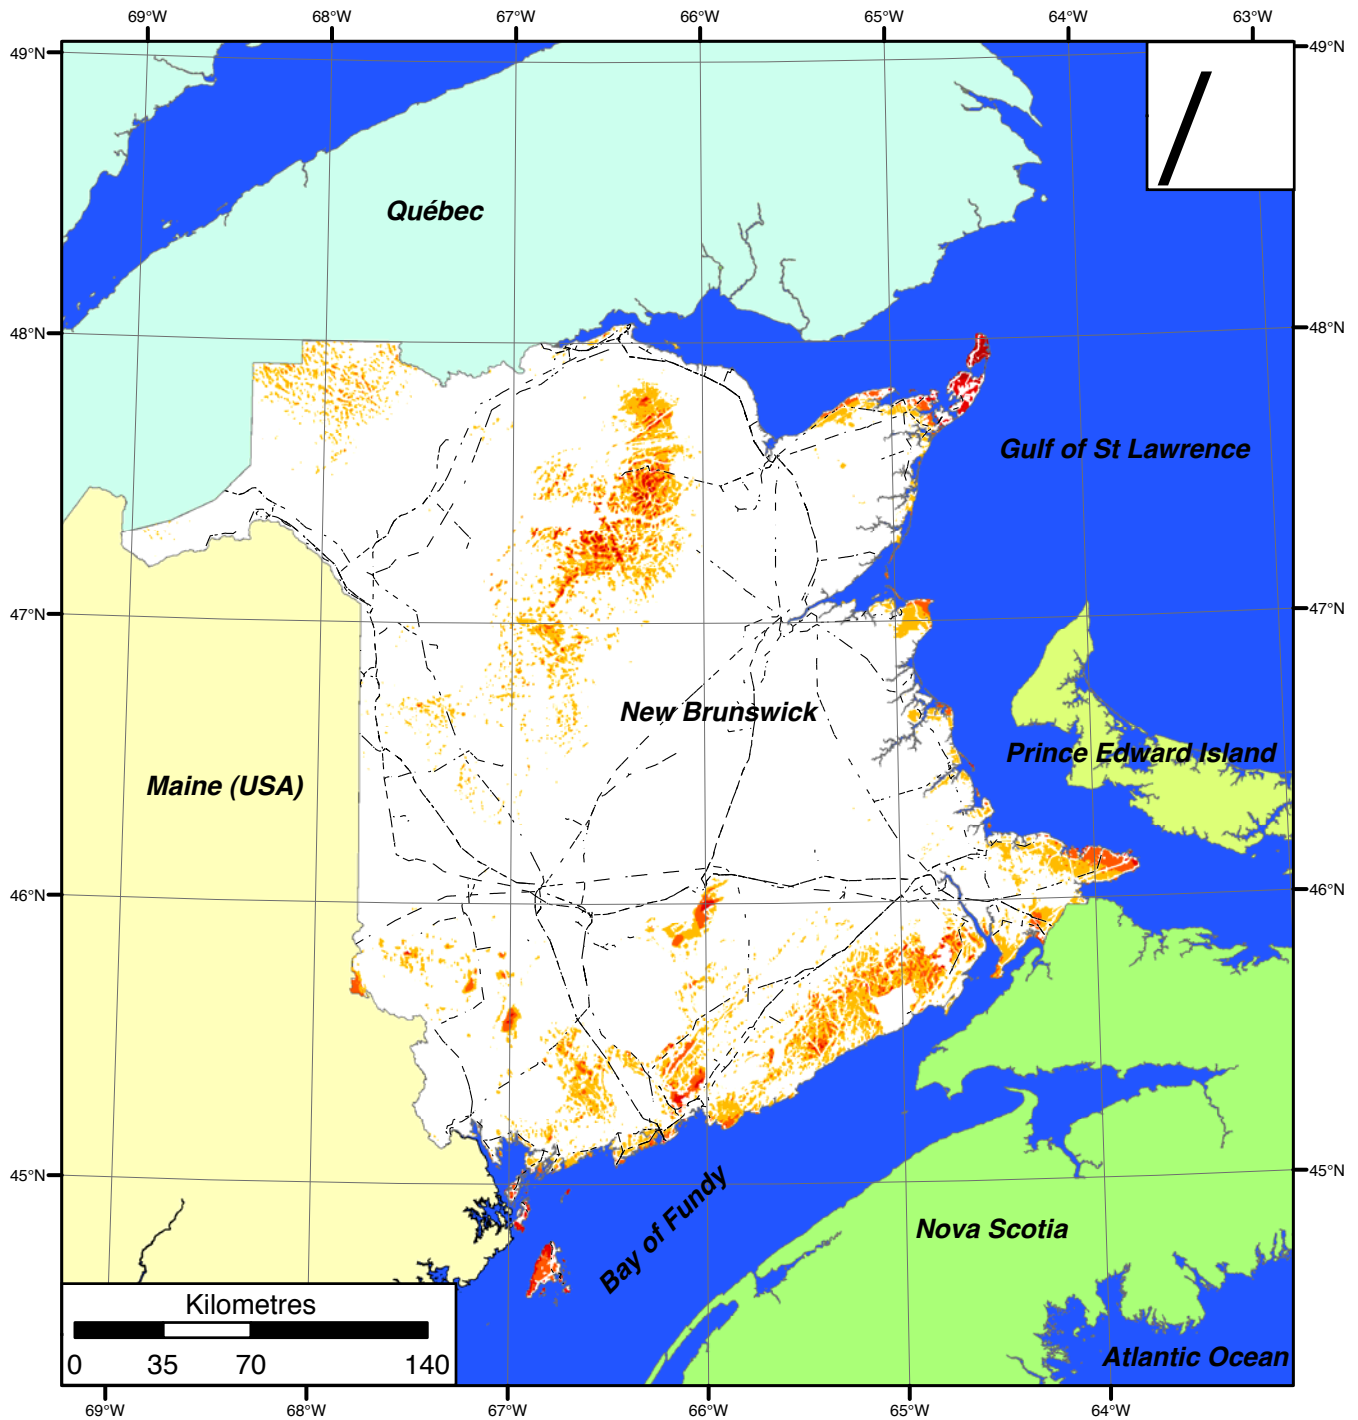 69°W 68°W 67°W 66°W 65°W 64°W 63°W
49°N 49°N
Québec
48°N 48°N
Gulf of St Lawrence
47°N 47°N
New Brunswick
Prince Edward Island
Maine (USA)
46°N 46°N
45°N 45°N
Bay of Fundy
Nova Scotia
Kilometres
0 35 70 140
Atlantic Ocean
69°W 68°W 67°W 66°W 65°W 64°W